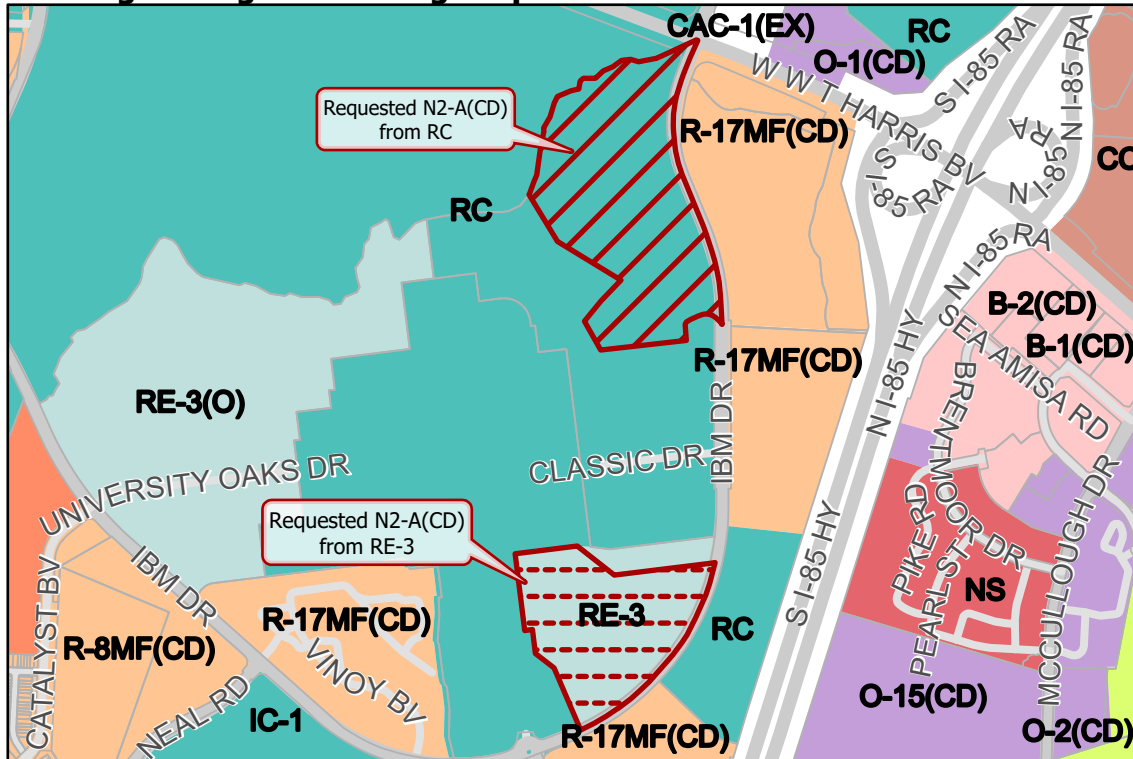 CAC-1(EX)
RC
O-1(CD)
S I-85 RA
N I-85 RA
W W T HARRIS BV
Requested N2-A(CD)
from RC
R-17MF(CD)
S I-85 RA
N I-85 RA
CC
RC
N I-85 RA
B-2(CD)
SEA AMISA RD
B-1(CD)
R-17MF(CD)
N I-85 HY
BRENTMOOR DR
RE-3(O)
IBM DR
UNIVERSITY OAKS DR
CLASSIC DR
MCCULLOUGH DR
Requested N2-A(CD)
from RE-3
S I-85 HY
PIKE RD
PEARL ST
NS
CATALYST BV
IBM DR
RE-3
RC
R-17MF(CD)
R-8MF(CD)
VINOY BV
NEAL RD
O-15(CD)
IC-1
R-17MF(CD)
O-2(CD)